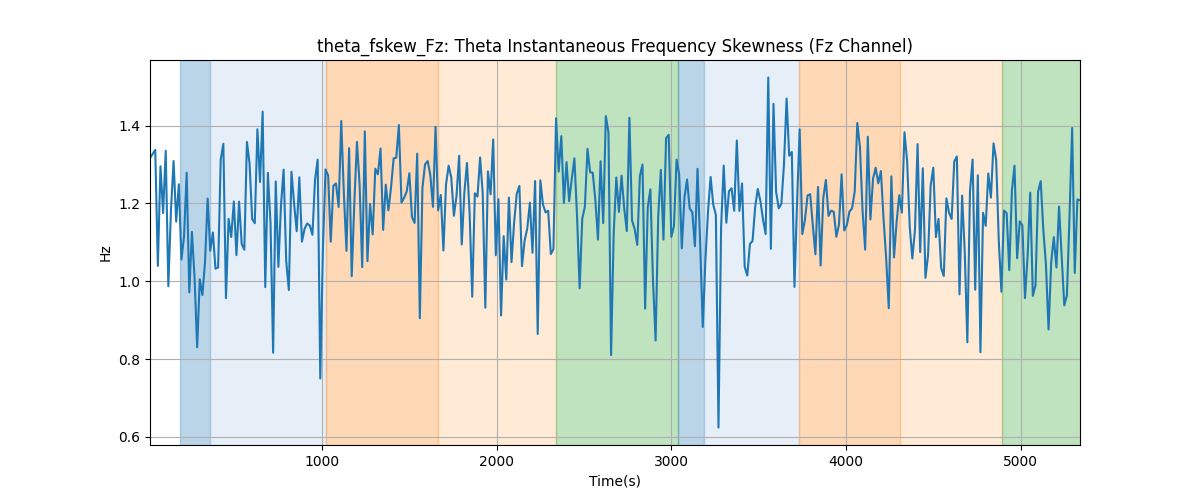 theta_fskew_Fz: Theta Instantaneous Frequency Skewness (Fz Channel)
1.4
1.2
1.0
0.8
0.6
Hz
1000 2000 3000 4000 5000
Time(s)